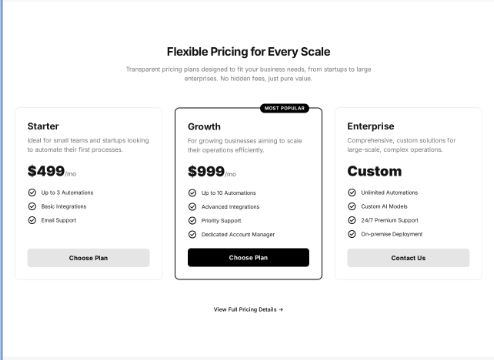 Flexible Pricing for Every Scale
Transparent pricing plans designed to fit your business needs, from startups to large
enterprises. No hidden fees, just pure value.
Starter
Ideal for small teams and startups looking
to automate their first processes.
$499/mo
Up to 3 Automations
Basic Integrations
Email Support
Choose Plan
MOST POPULAR
Growth
For growing businesses aiming to scale
their operations efficiently.
$999/mo
Up to 10 Automations
Advanced Integrations
Priority Support
Dedicated Account Manager
Choose Plan
Enterprise
Comprehensive, custom solutions for
large-scale, complex operations.
Custom
Unlimited Automations
Custom AI Models
24/7 Premium Support
On-premise Deployment
Contact Us
View Full Pricing Details →